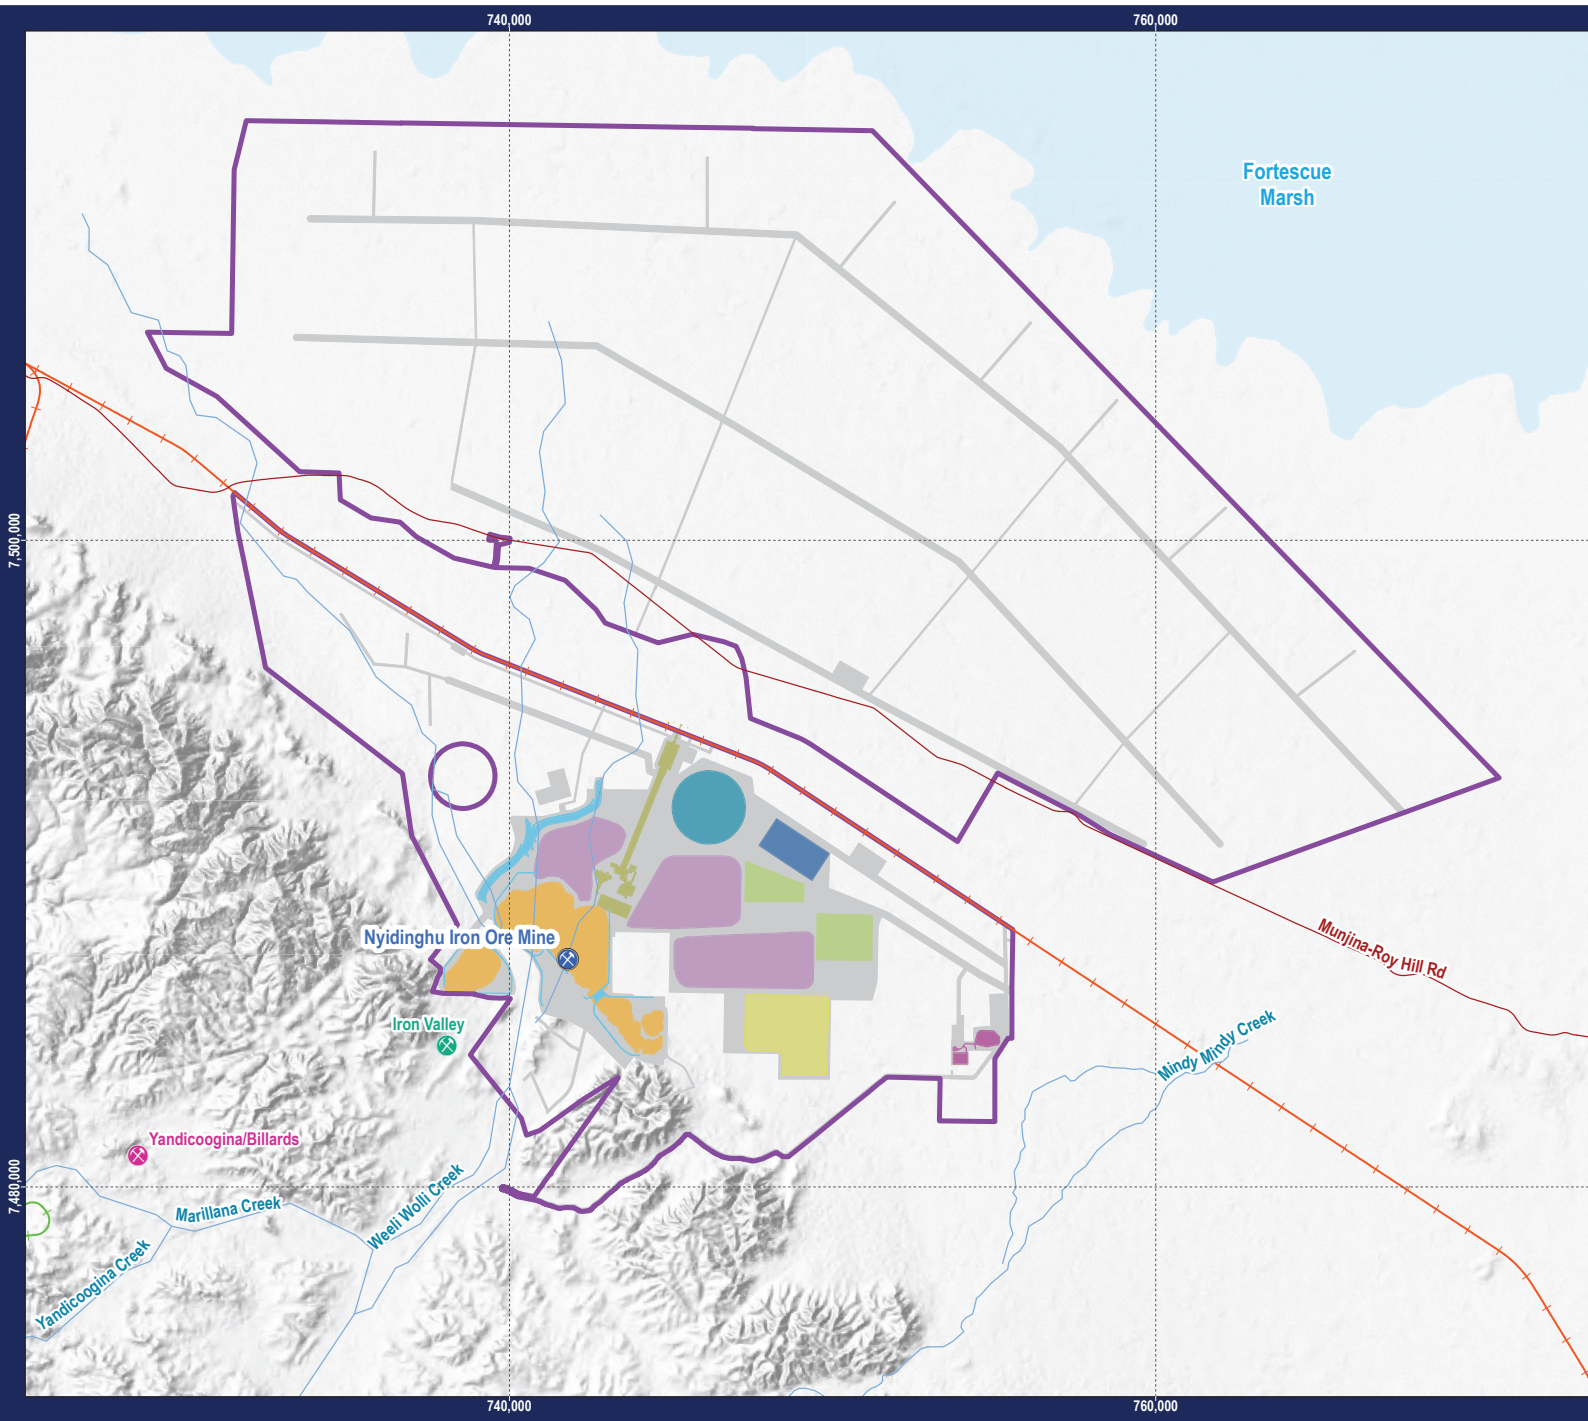 740,000
760,000
Fortescue
Marsh
7,500,000
Nyidinghu Iron Ore Mine
Munjina-Roy Hill Rd
Iron Valley
Mindy Mindy Creek
Yandicoogina/Billards
7,480,000
Marillana Creek
Weeli Wolli Creek
Yandicoogina Creek
740,000
760,000